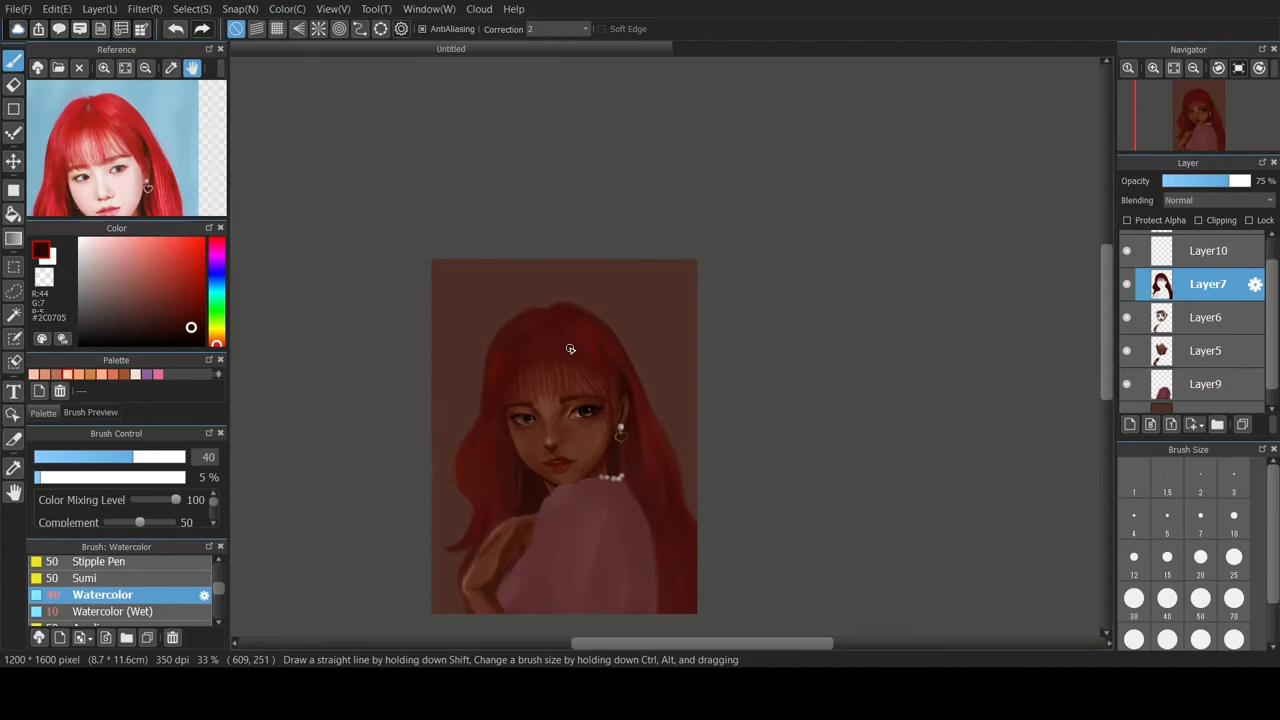 File(F) Edit(E) Layer(L) Filter(R) Select(S) Snap(N) Color(C) View(V) Tool(T) Window(W) Cloud Help
AntiAliasing Correction 2 Soft Edge
Reference
Untitled
Navigator
Color
R:44
G:7
B:5
#2C0705
Palette
---
Palette Brush Preview
Brush Control
40
5 %
Color Mixing Level 100
Complement 50
Brush: Watercolor
50 Stipple Pen
50 Sumi
40 Watercolor
10 Watercolor (Wet)
Layer
Opacity 75 %
Blending Normal
Protect Alpha Clipping Lock
Layer10
Layer7
Layer6
Layer5
Layer9
Brush Size
1 1.5 2 3
4 5 7 10
12 15 20 25
30 40 50 70
1200 * 1600 pixel (8.7 * 11.6cm) 350 dpi 33 % ( 609, 251 ) Draw a straight line by holding down Shift, Change a brush size by holding down Ctrl, Alt, and dragging